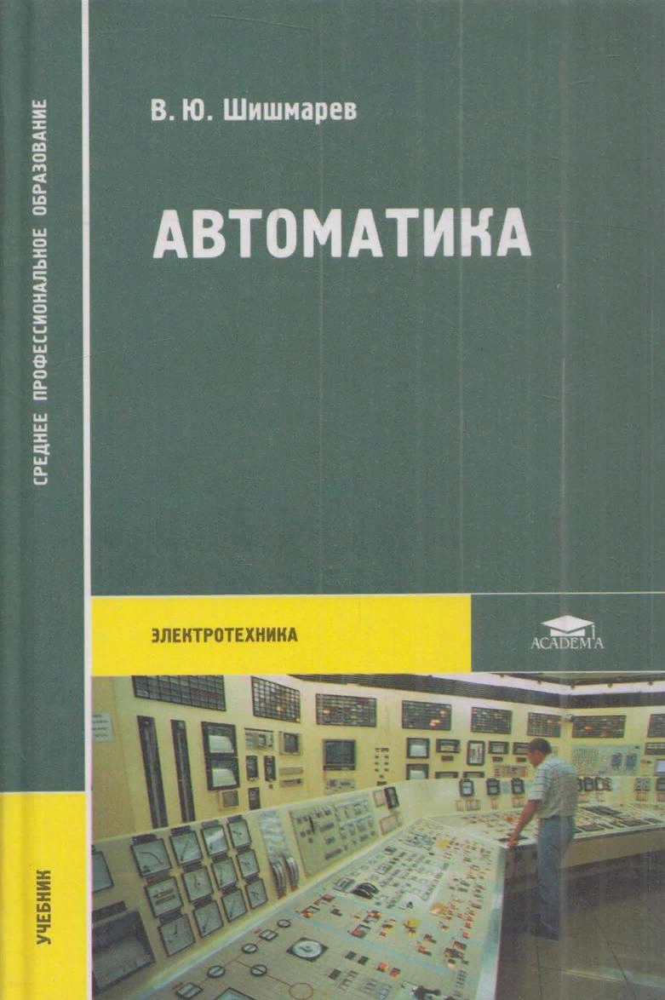 В. Ю. Шишмарев
АВТОМАТИКА
СРЕДНЕЕ ПРОФЕССИОНАЛЬНОЕ ОБРАЗОВАНИЕ
ЭЛЕКТРОТЕХНИКА
ACADEMA
УЧЕБНИК